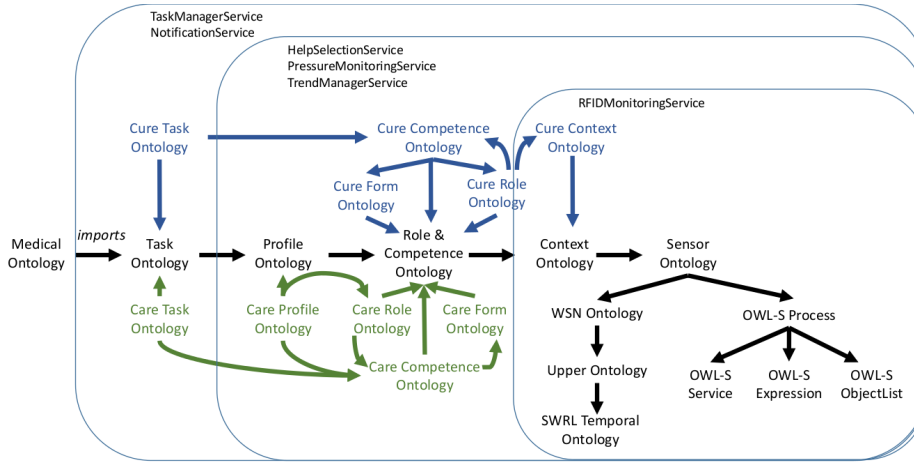 TaskManagerService
NotificationService
HelpSelectionService
PressureMonitoringService
TrendManagerService
RFIDMonitoringService
Cure Task
Ontology
Cure Competence
Ontology
Cure Context
Ontology
Cure Form
Ontology
Cure Role
Ontology
Medical
Ontology
imports
Task
Ontology
Profile
Ontology
Role &
Competence
Ontology
Context
Ontology
Sensor
Ontology
Care Task
Ontology
Care Profile
Ontology
Care Role
Ontology
Care Form
Ontology
Care Competence
Ontology
WSN Ontology
OWL-S Process
Upper Ontology
OWL-S
Service
OWL-S
Expression
OWL-S
ObjectList
SWRL Temporal
Ontology